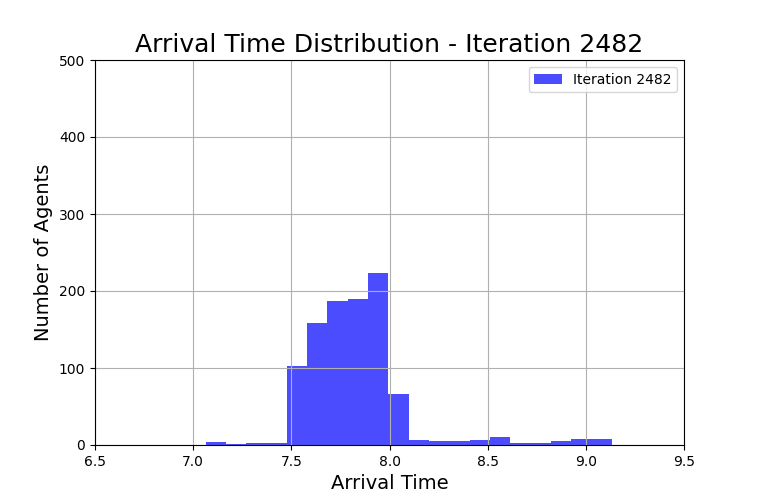 Arrival Time Distribution - Iteration 2482
Iteration 2482
Number of Agents
500
400
300
200
100
0
6.5 7.0 7.5 8.0 8.5 9.0 9.5
Arrival Time